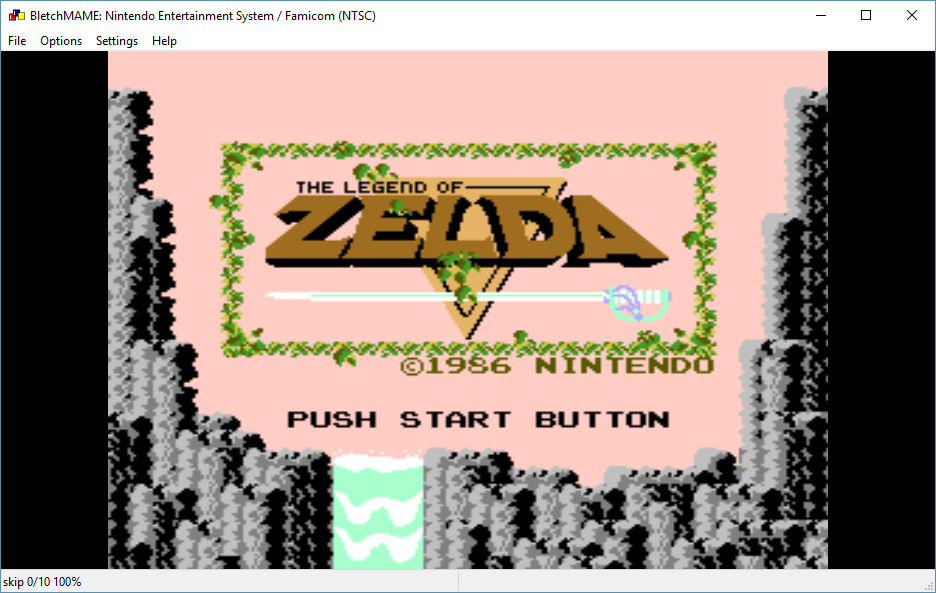 BletchMAME: Nintendo Entertainment System / Famicom (NTSC)
File Options Settings Help
THE LEGEND OF
ZELDA
©1986 NINTENDO
PUSH START BUTTON
skip 0/10 100%